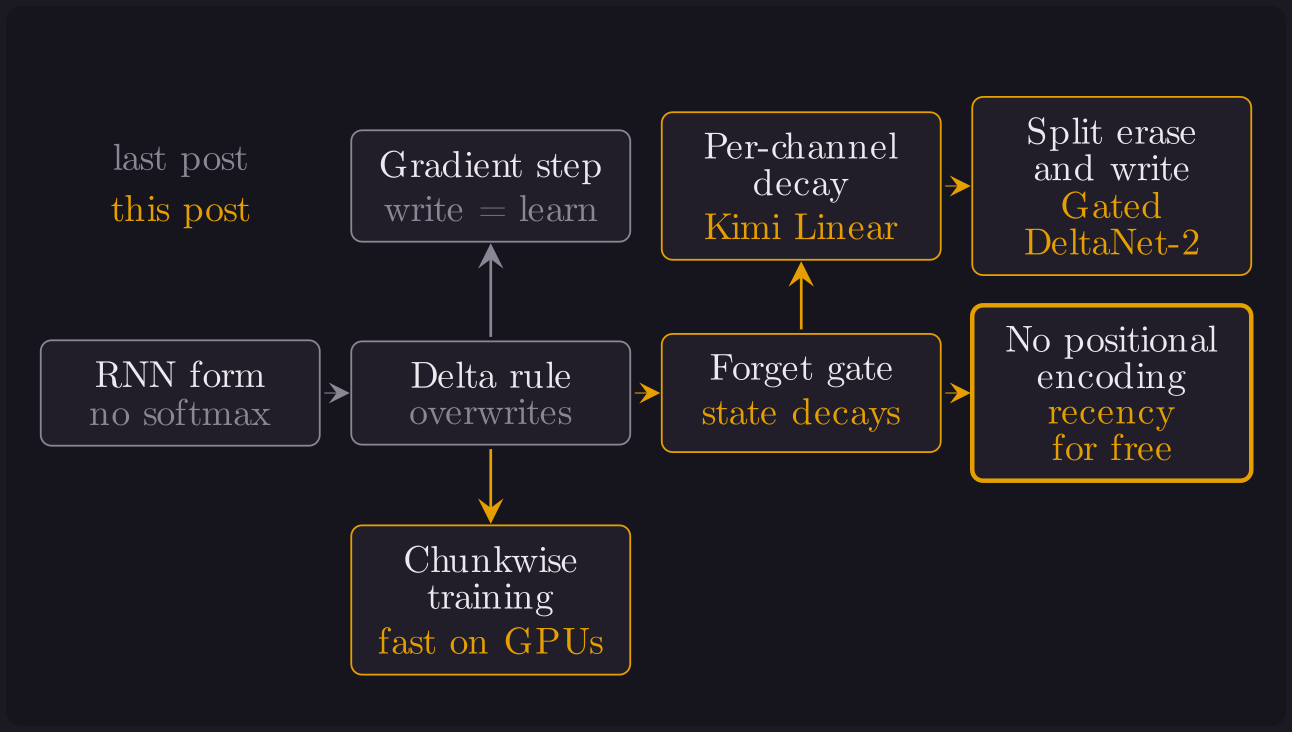 last post
this post
Gradient step
write = learn
Per-channel
decay
Kimi Linear
Split erase
and write
Gated
DeltaNet-2
RNN form
no softmax
Delta rule
overwrites
Forget gate
state decays
No positional
encoding
recency
for free
Chunkwise
training
fast on GPUs